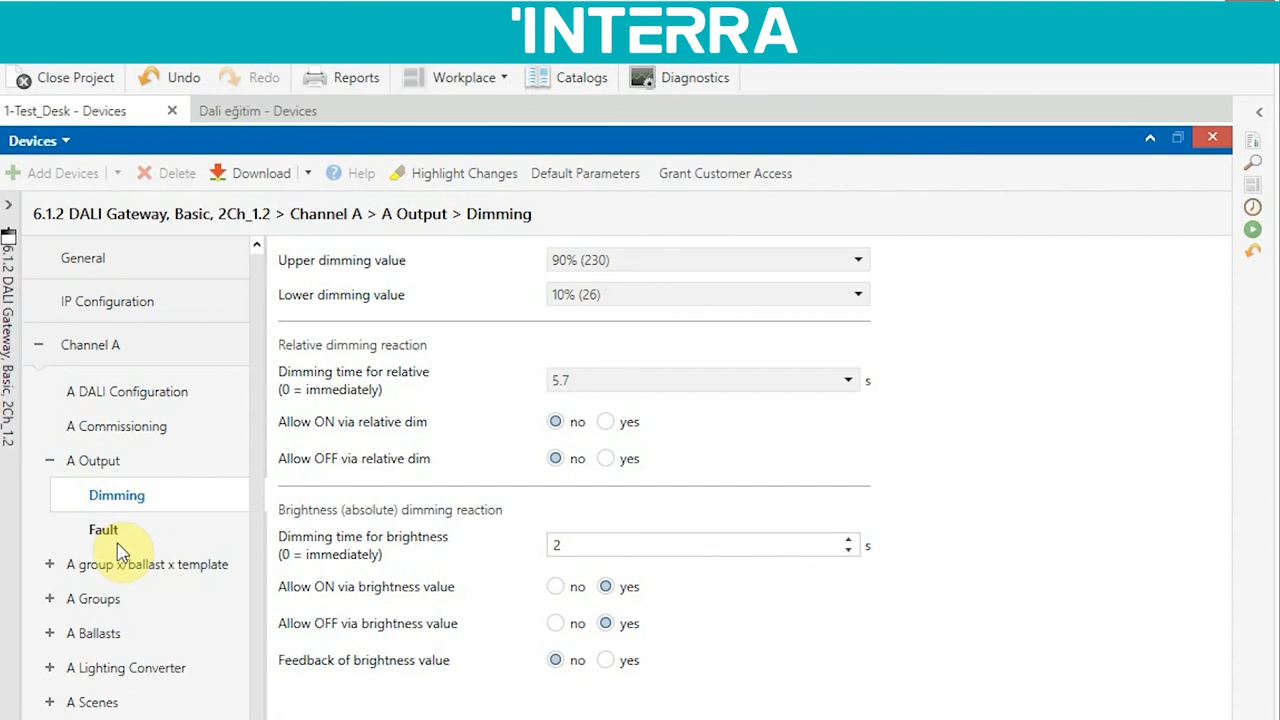 INTERRA
Close Project Undo Redo Reports Workplace Catalogs Diagnostics
1-Test_Desk - Devices Dali eğitim - Devices
Devices
Add Devices Delete Download Help Highlight Changes Default Parameters Grant Customer Access
6.1.2 DALI Gateway, Basic, 2Ch_1.2 > Channel A > A Output > Dimming
6.1.2 DALI Gateway, Basic, 2Ch_1.2
General
IP Configuration
Channel A
A DALI Configuration
A Commissioning
A Output
Dimming
Fault
A group x/ballast x template
A Groups
A Ballasts
A Lighting Converter
A Scenes
Upper dimming value 90% (230)
Lower dimming value 10% (26)
Relative dimming reaction
Dimming time for relative
(0 = immediately) 5.7 s
Allow ON via relative dim no yes
Allow OFF via relative dim no yes
Brightness (absolute) dimming reaction
Dimming time for brightness
(0 = immediately) 2 s
Allow ON via brightness value no yes
Allow OFF via brightness value no yes
Feedback of brightness value no yes